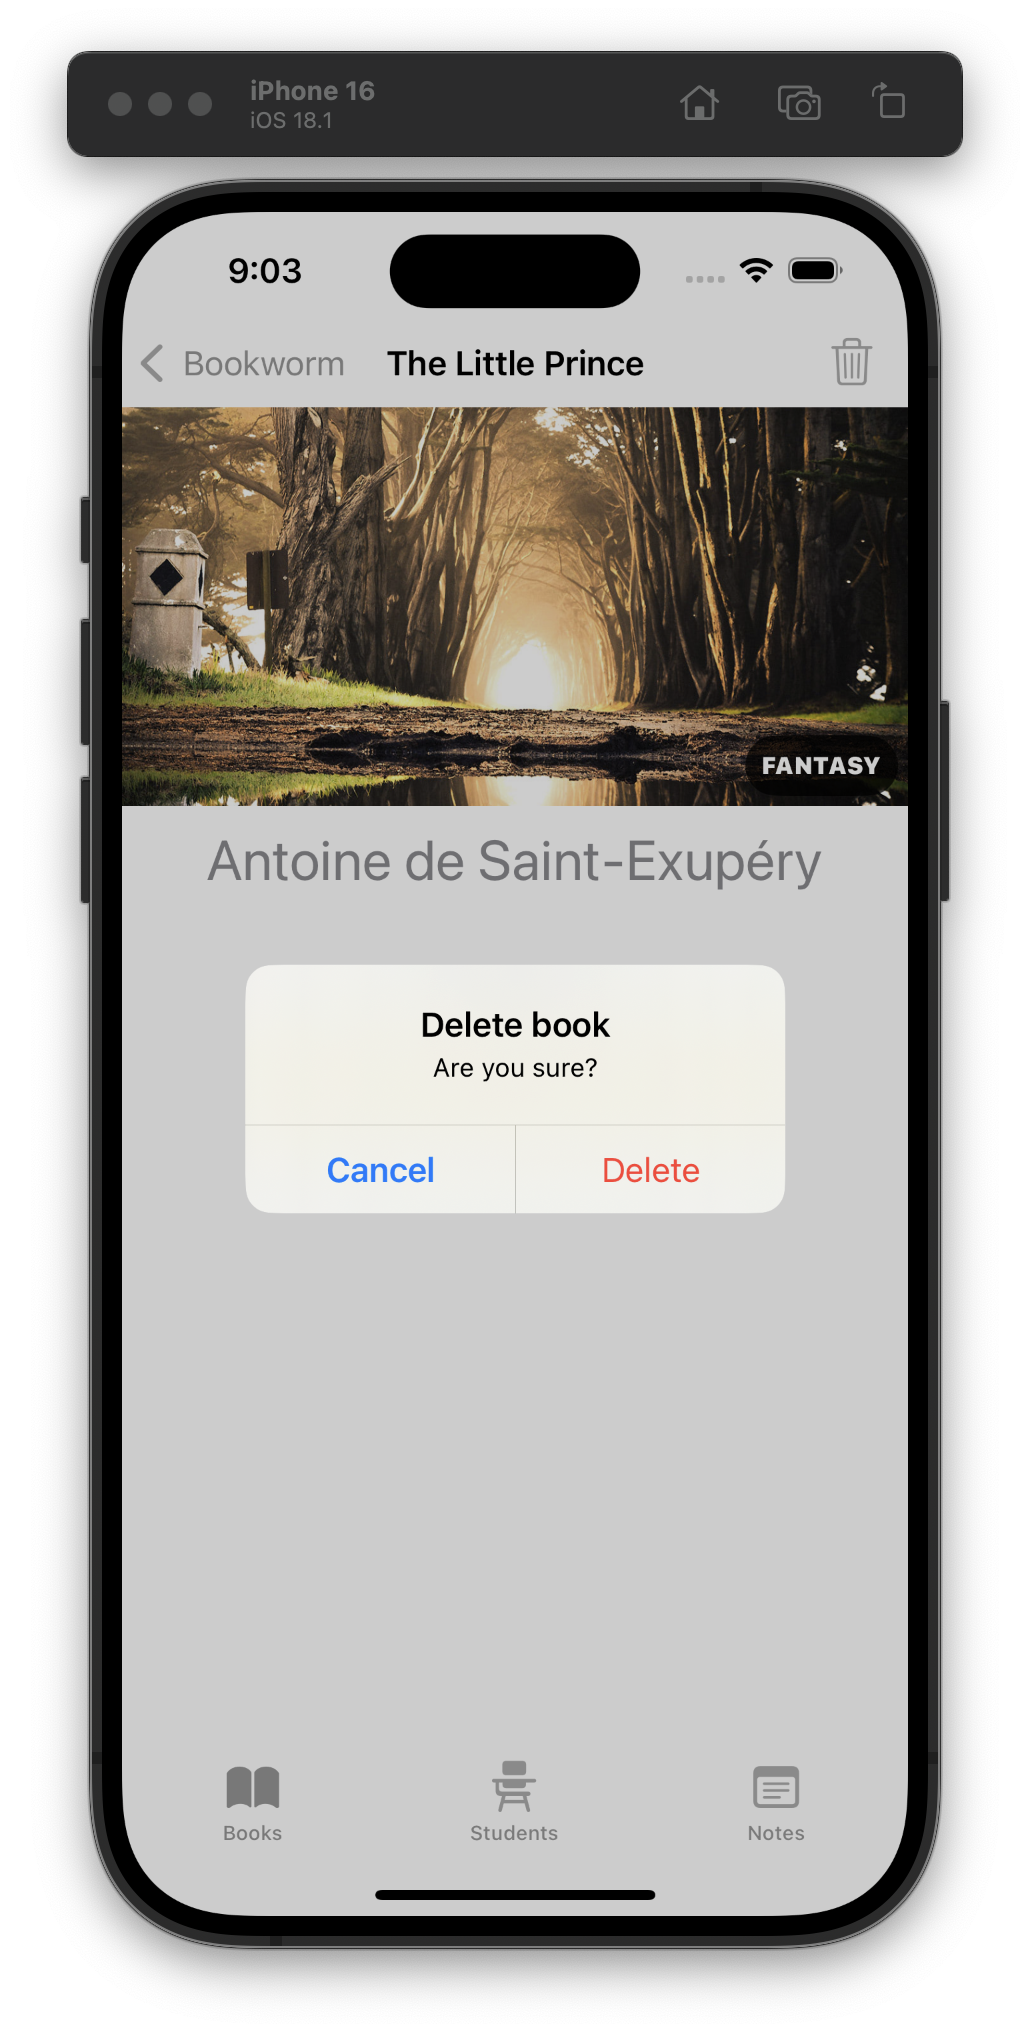 iPhone 16
iOS 18.1
9:03
Bookworm
The Little Prince
FANTASY
Antoine de Saint-Exupéry
Delete book
Are you sure?
Cancel
Delete
Books
Students
Notes